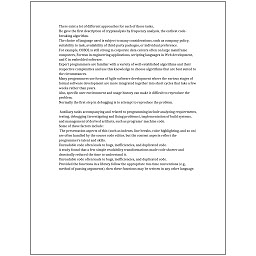 There exist a lot of different approaches for each of those tasks.
He gave the first description of cryptanalysis by frequency analysis, the earliest code
breaking algorithm.
The choice of language used is subject to many considerations, such as company policy,
suitability to task, availability of third-party packages, or individual preference.
For example, COBOL is still strong in corporate data centers often on large mainframe
computers, Fortran in engineering applications, scripting languages in Web development,
and C in embedded software.
Expert programmers are familiar with a variety of well-established algorithms and their
respective complexities and use this knowledge to choose algorithms that are best suited to
the circumstances.
Many programmers use forms of Agile software development where the various stages of
formal software development are more integrated together into short cycles that take a few
weeks rather than years.
Also, specific user environment and usage history can make it difficult to reproduce the
problem.
Normally the first step in debugging is to attempt to reproduce the problem.
Auxiliary tasks accompanying and related to programming include analyzing requirements,
testing, debugging (investigating and fixing problems), implementation of build systems,
and management of derived artifacts, such as programs' machine code.
Some of these factors include:
The presentation aspects of this (such as indents, line breaks, color highlighting, and so on)
are often handled by the source code editor, but the content aspects reflect the
programmer's talent and skills.
Unreadable code often leads to bugs, inefficiencies, and duplicated code.
A study found that a few simple readability transformations made code shorter and
drastically reduced the time to understand it.
Unreadable code often leads to bugs, inefficiencies, and duplicated code.
Provided the functions in a library follow the appropriate run-time conventions (e.g.,
method of passing arguments), then these functions may be written in any other language